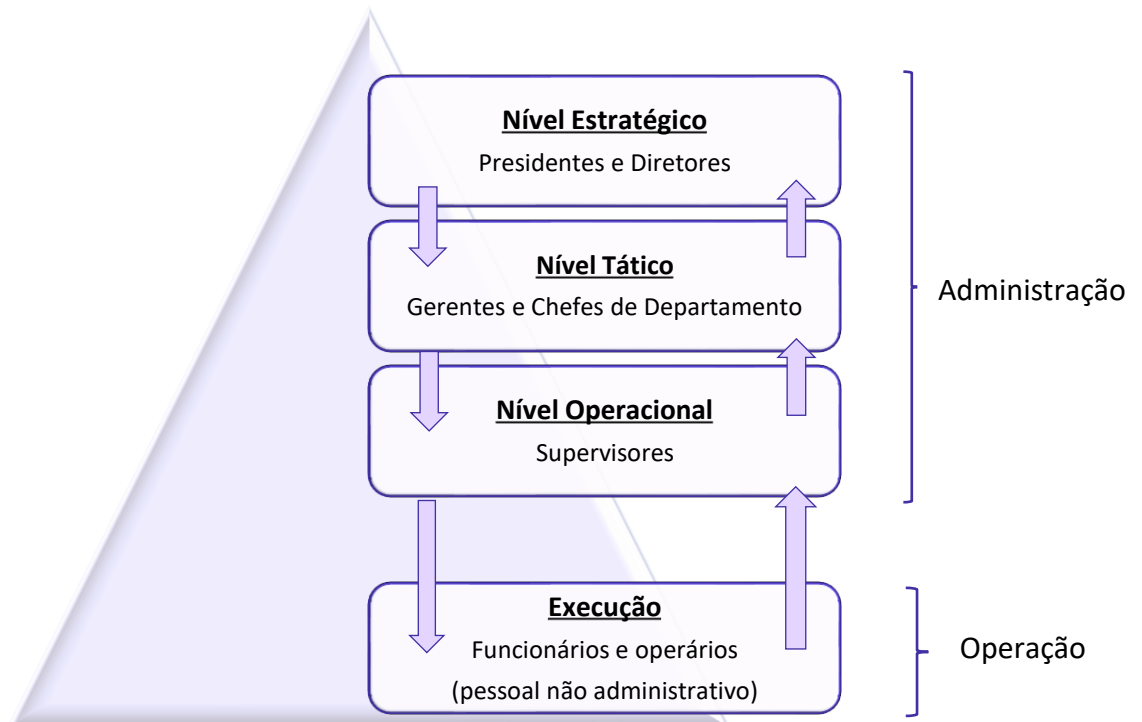 Nível Estratégico
Presidentes e Diretores
Nível Tático
Gerentes e Chefes de Departamento
Administração
Nível Operacional
Supervisores
Execução
Funcionários e operários
(pessoal não administrativo)
Operação